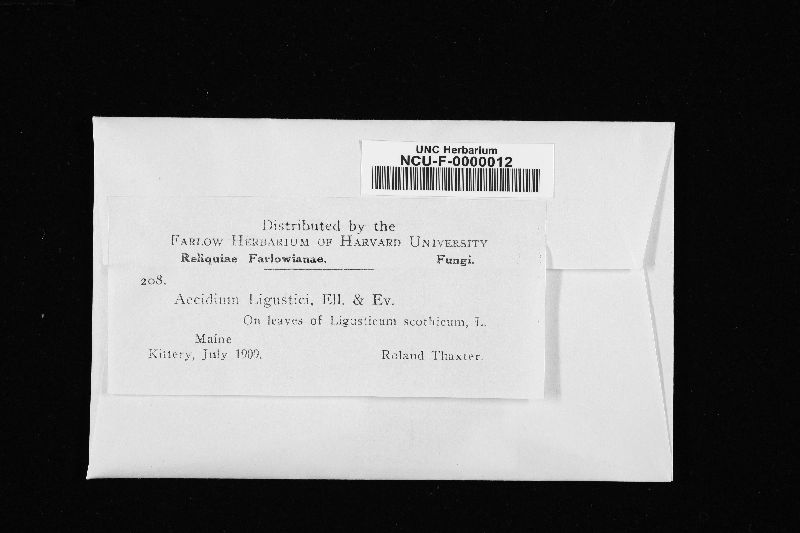 UNC Herbarium
NCU-F-0000012
Distributed by the
FARLOW HERBARIUM OF HARVARD UNIVERSITY
Reliquiae Farlowianae. Fungi.
208.
Aecidium Ligustici, Ell. & Ev.
On leaves of Ligusticum scothicum, L.
Maine
Kittery, July 1909. Roland Thaxter.